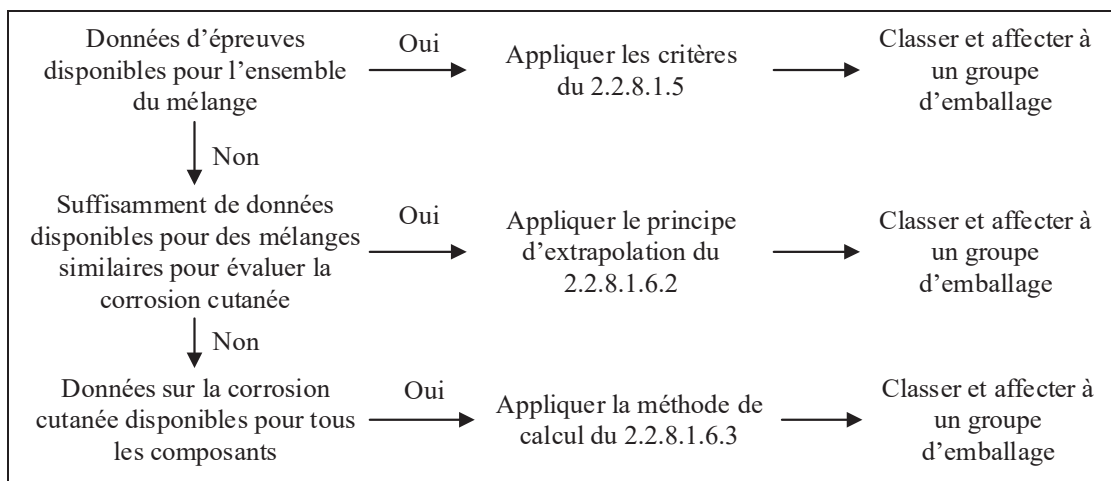 Données d'épreuves
disponibles pour l'ensemble
du mélange
Oui
Appliquer les critères
du 2.2.8.1.5
Classer et affecter à
un groupe
d'emballage
Non
Suffisamment de données
disponibles pour des mélanges
similaires pour évaluer la
corrosion cutanée
Oui
Appliquer le principe
d'extrapolation du
2.2.8.1.6.2
Classer et affecter à
un groupe
d'emballage
Non
Données sur la corrosion
cutanée disponibles pour tous
les composants
Oui
Appliquer la méthode de
calcul du 2.2.8.1.6.3
Classer et affecter à
un groupe
d'emballage